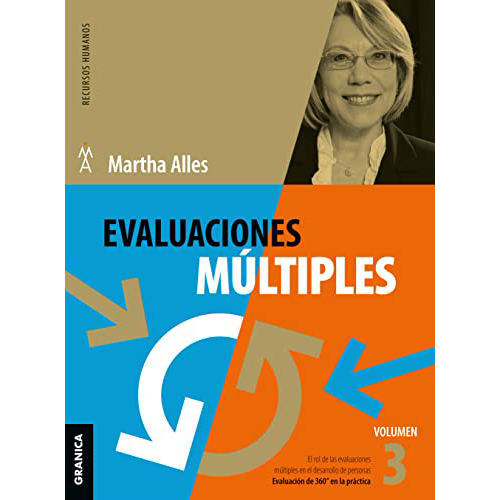 RECURSOS HUMANOS
MA
Martha Alles
EVALUACIONES
MÚLTIPLES
VOLUMEN
3
El rol de las evaluaciones
múltiples en el desarrollo de personas
Evaluación de 360° en la práctica
GRANICA